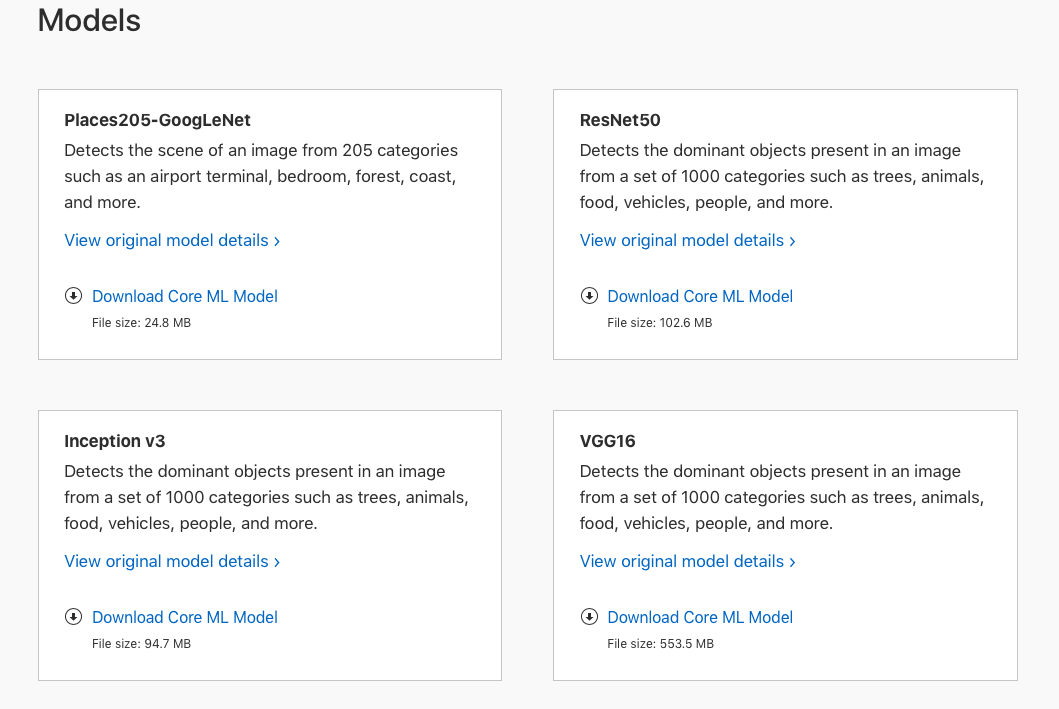 Models
Places205-GoogLeNet
Detects the scene of an image from 205 categories
such as an airport terminal, bedroom, forest, coast,
and more.
View original model details ›
Download Core ML Model
File size: 24.8 MB
ResNet50
Detects the dominant objects present in an image
from a set of 1000 categories such as trees, animals,
food, vehicles, people, and more.
View original model details ›
Download Core ML Model
File size: 102.6 MB
Inception v3
Detects the dominant objects present in an image
from a set of 1000 categories such as trees, animals,
food, vehicles, people, and more.
View original model details ›
Download Core ML Model
File size: 94.7 MB
VGG16
Detects the dominant objects present in an image
from a set of 1000 categories such as trees, animals,
food, vehicles, people, and more.
View original model details ›
Download Core ML Model
File size: 553.5 MB